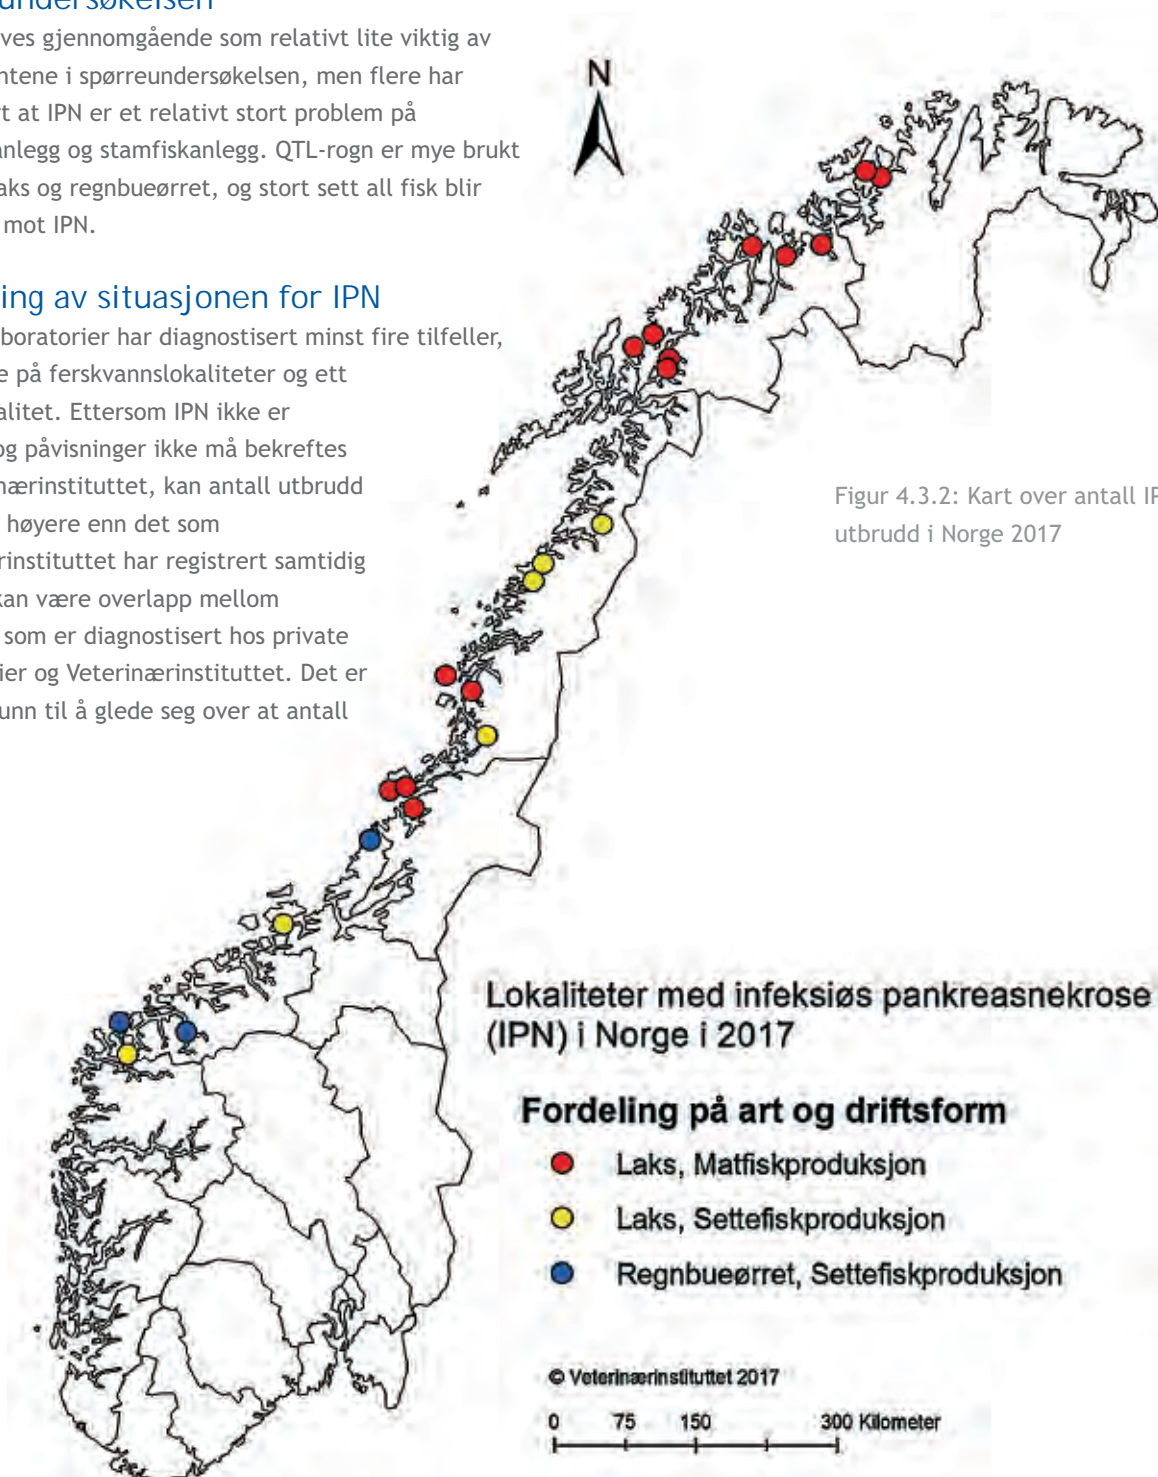 undersøkelsen
ves gjennomgående som relativt lite viktig av
ntene i spørreundersøkelsen, men flere har
rt at IPN er et relativt stort problem på
anlegg og stamfiskanlegg. QTL-rogn er mye brukt
aks og regnbueørret, og stort sett all fisk blir
mot IPN.
ing av situasjonen for IPN
boratorier har diagnostisert minst fire tilfeller,
e på ferskvannslokaliteter og ett
alitet. Ettersom IPN ikke er
og påvisninger ikke må bekreftes
nærinstituttet, kan antall utbrudd
høyere enn det som
rinstituttet har registrert samtidig
kan være overlapp mellom
som er diagnostisert hos private
ier og Veterinærinstituttet. Det er
unn til å glede seg over at antall
N
Figur 4.3.2: Kart over antall IP
utbrudd i Norge 2017
Lokaliteter med infeksiøs pankreasnekrose
(IPN) i Norge i 2017
Fordeling på art og driftsform
Laks, Matfiskproduksjon
Laks, Settefiskproduksjon
Regnbueørret, Settefiskproduksjon
© Veterinærinstituttet 2017
0 75 150 300 Kilometer